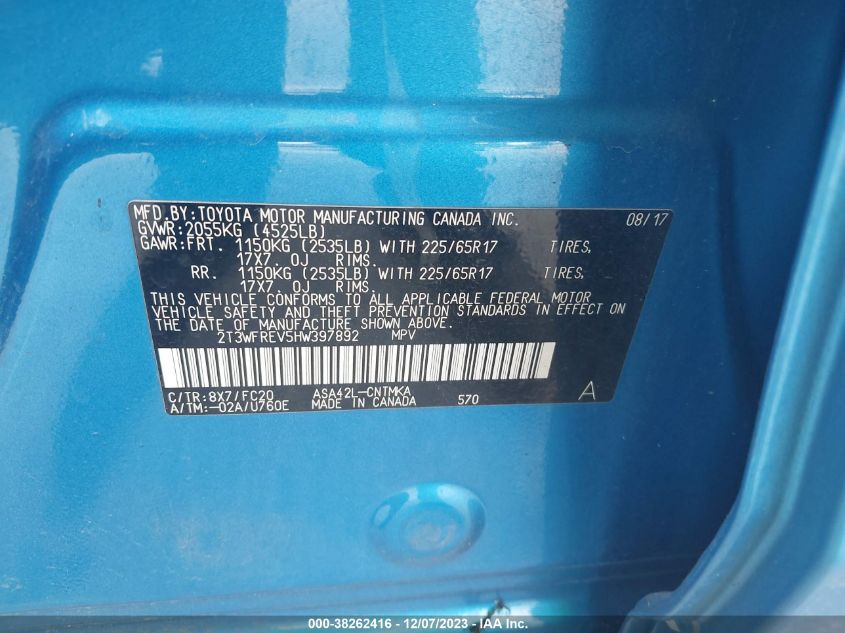 MFD.BY:TOYOTA MOTOR MANUFACTURING CANADA INC. 08/17
GVWR:2055KG (4525LB)
GAWR:FRT. 1150KG (2535LB) WITH 225/65R17 TIRES,
17X7.0J RIMS.
RR. 1150KG (2535LB) WITH 225/65R17 TIRES,
17X7.0J RIMS.
THIS VEHICLE CONFORMS TO ALL APPLICABLE FEDERAL MOTOR
VEHICLE SAFETY AND THEFT PREVENTION STANDARDS IN EFFECT ON
THE DATE OF MANUFACTURE SHOWN ABOVE.
2T3WFREV5HW397892 MPV
C/TR:8X7/FC20 ASA42L-CNTMKA
A/TM:-02A/U760E MADE IN CANADA 570 A
000-38262416 - 12/07/2023 - IAA Inc.